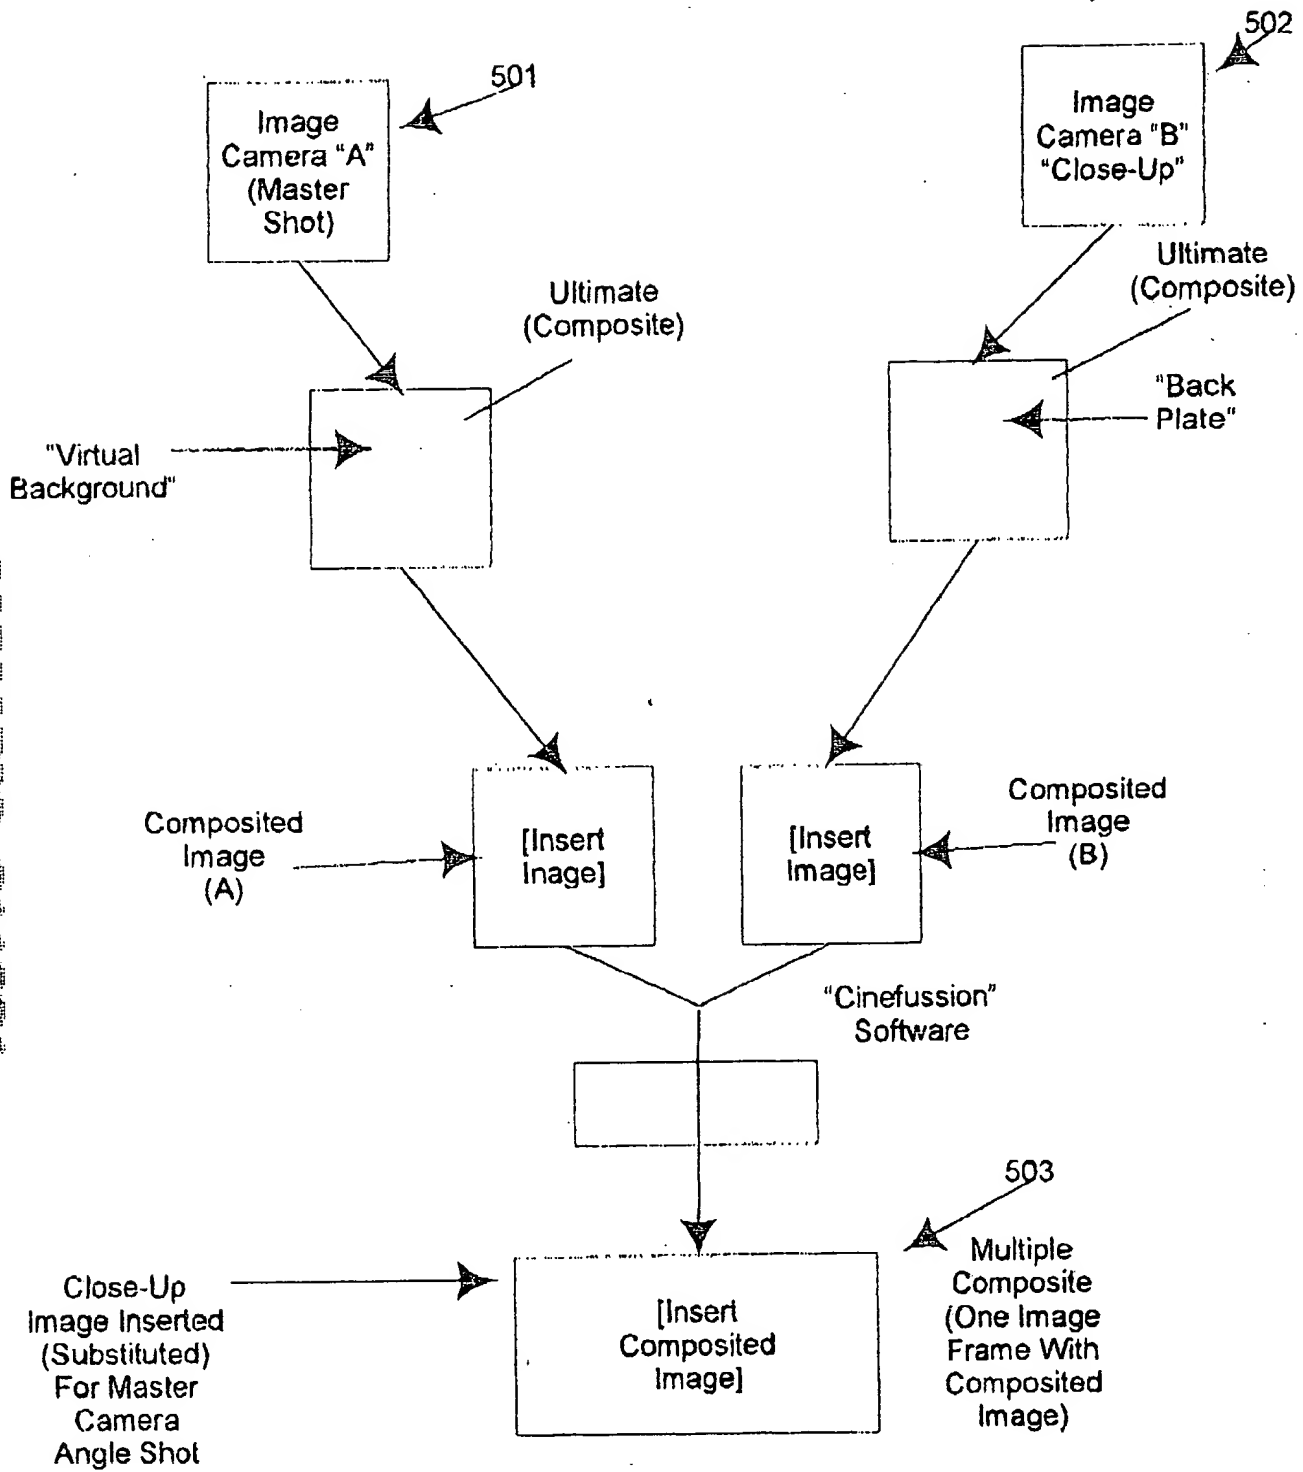 502
501
Image
Camera "A"
(Master
Shot)
Image
Camera "B"
"Close-Up"
Ultimate
(Composite)
Ultimate
(Composite)
"Back
Plate"
"Virtual
Background"
Composited
Image
(A)
[Insert
Inage]
[Insert
Image]
Composited
Image
(B)
"Cinefussion"
Software
503
Close-Up
Image Inserted
(Substituted)
For Master
Camera
Angle Shot
[Insert
Composited
Image]
Multiple
Composite
(One Image
Frame With
Composited
Image)